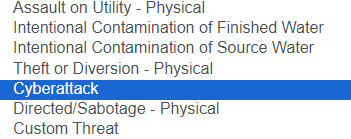 Assault on Utility - Physical
Intentional Contamination of Finished Water
Intentional Contamination of Source Water
Theft or Diversion - Physical
Cyberattack
Directed/Sabotage - Physical
Custom Threat